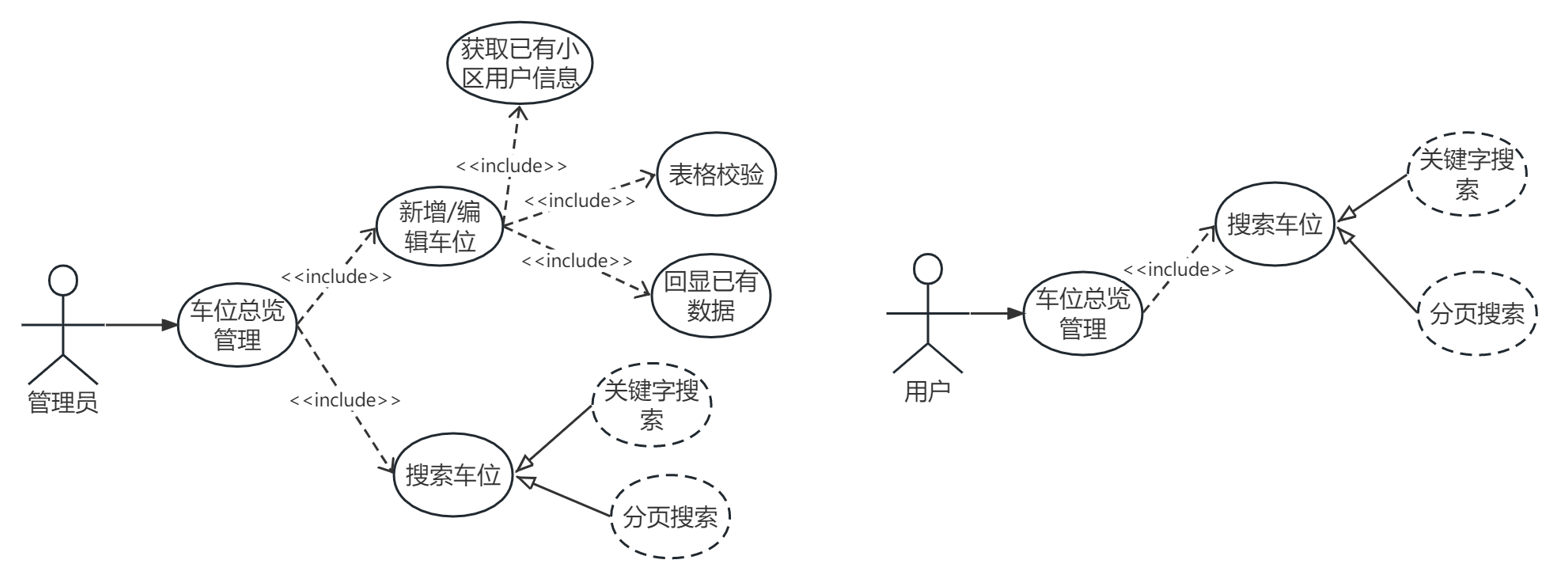 获取已有小
区用户信息
<<include>>
表格校验
<<include>>
新增/编
辑车位
<<include>>
回显已有
数据
<<include>>
车位总览
管理
管理员
<<include>>
关键字搜
索
搜索车位
分页搜索
关键字搜
索
搜索车位
<<include>>
车位总览
管理
分页搜索
用户